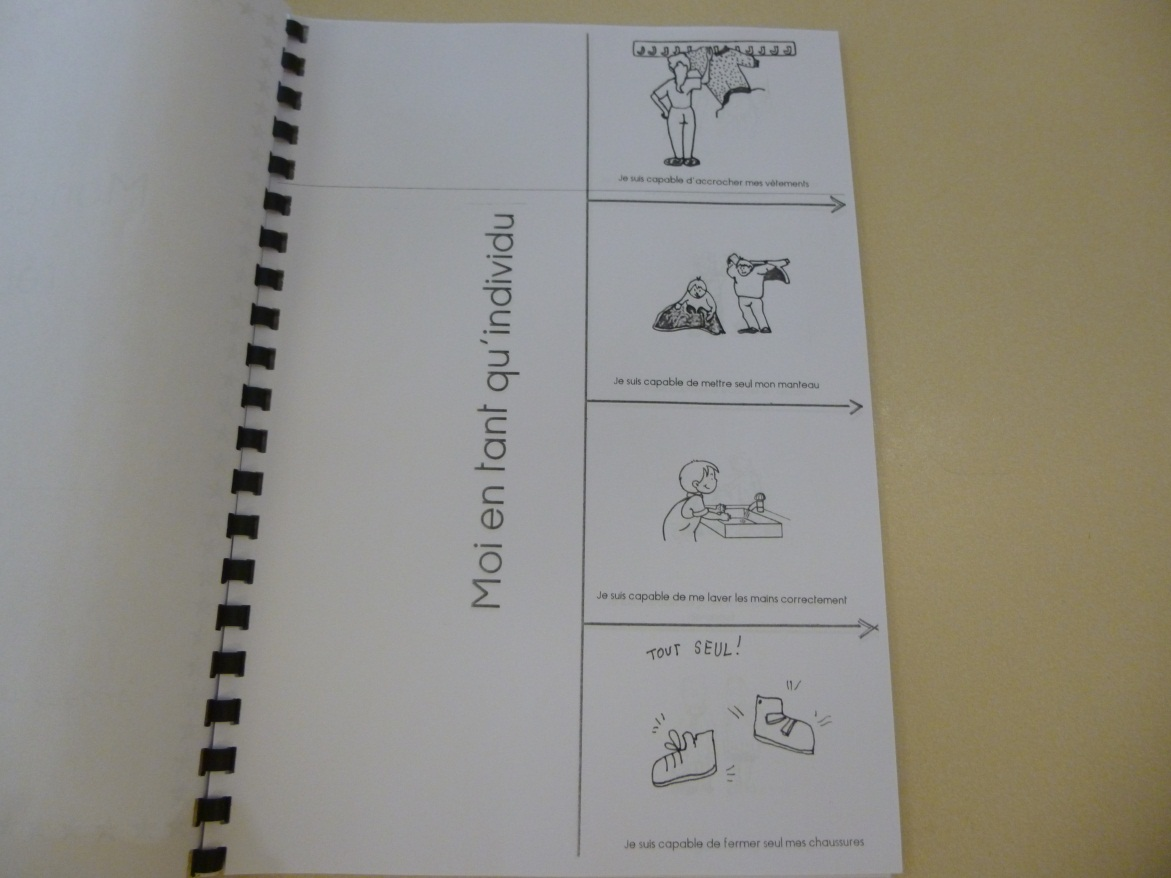 Moi en tant qu'individu
Je suis capable d'accrocher mes vêtements
Je suis capable de mettre seul mon manteau
Je suis capable de me laver les mains correctement
TOUT SEUL!
Je suis capable de fermer seul mes chaussures